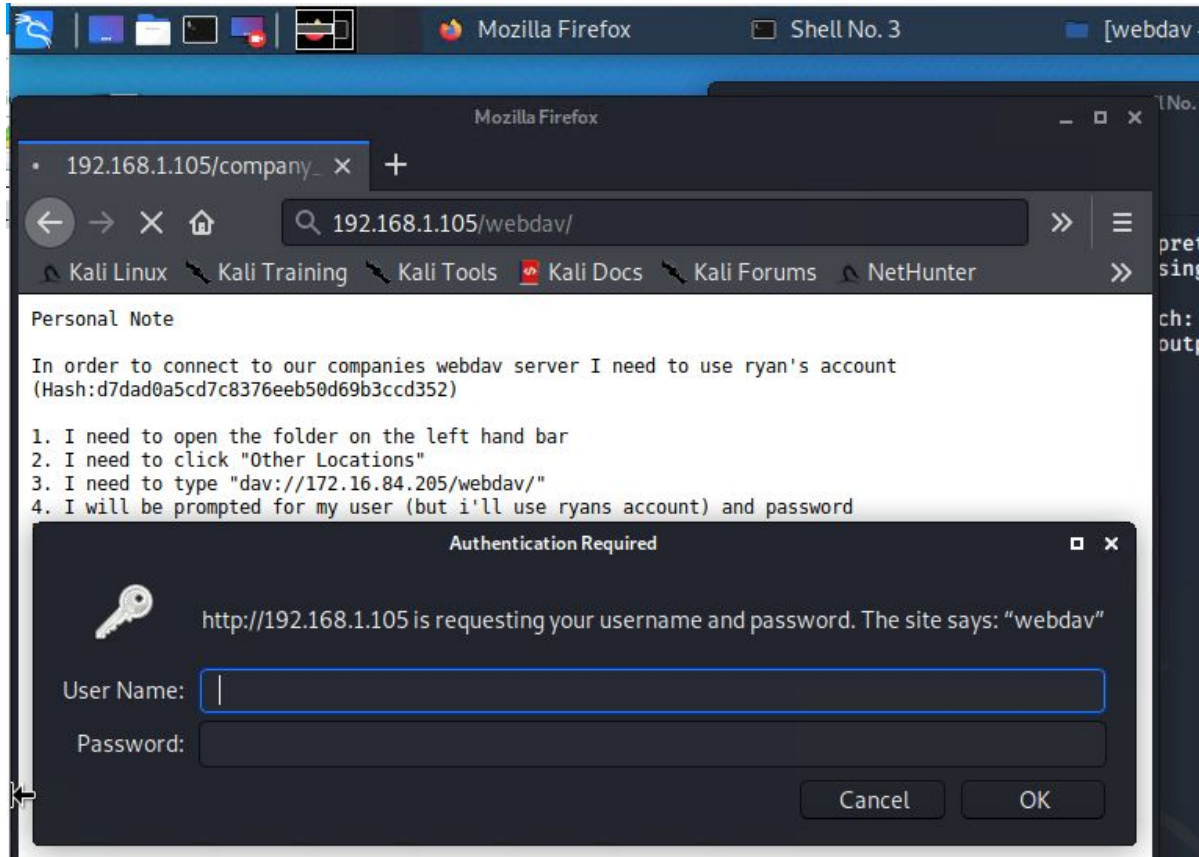 Mozilla Firefox Shell No. 3 [webdav
l No.
Mozilla Firefox
192.168.1.105/company_
192.168.1.105/webdav/
Kali Linux Kali Training Kali Tools Kali Docs Kali Forums NetHunter
pret
sing
ch:
outp
Personal Note
In order to connect to our companies webdav server I need to use ryan's account
(Hash:d7dad0a5cd7c8376eeb50d69b3ccd352)
1. I need to open the folder on the left hand bar
2. I need to click "Other Locations"
3. I need to type "dav://172.16.84.205/webdav/"
4. I will be prompted for my user (but i'll use ryans account) and password
Authentication Required
http://192.168.1.105 is requesting your username and password. The site says: “webdav”
User Name:
Password:
Cancel OK